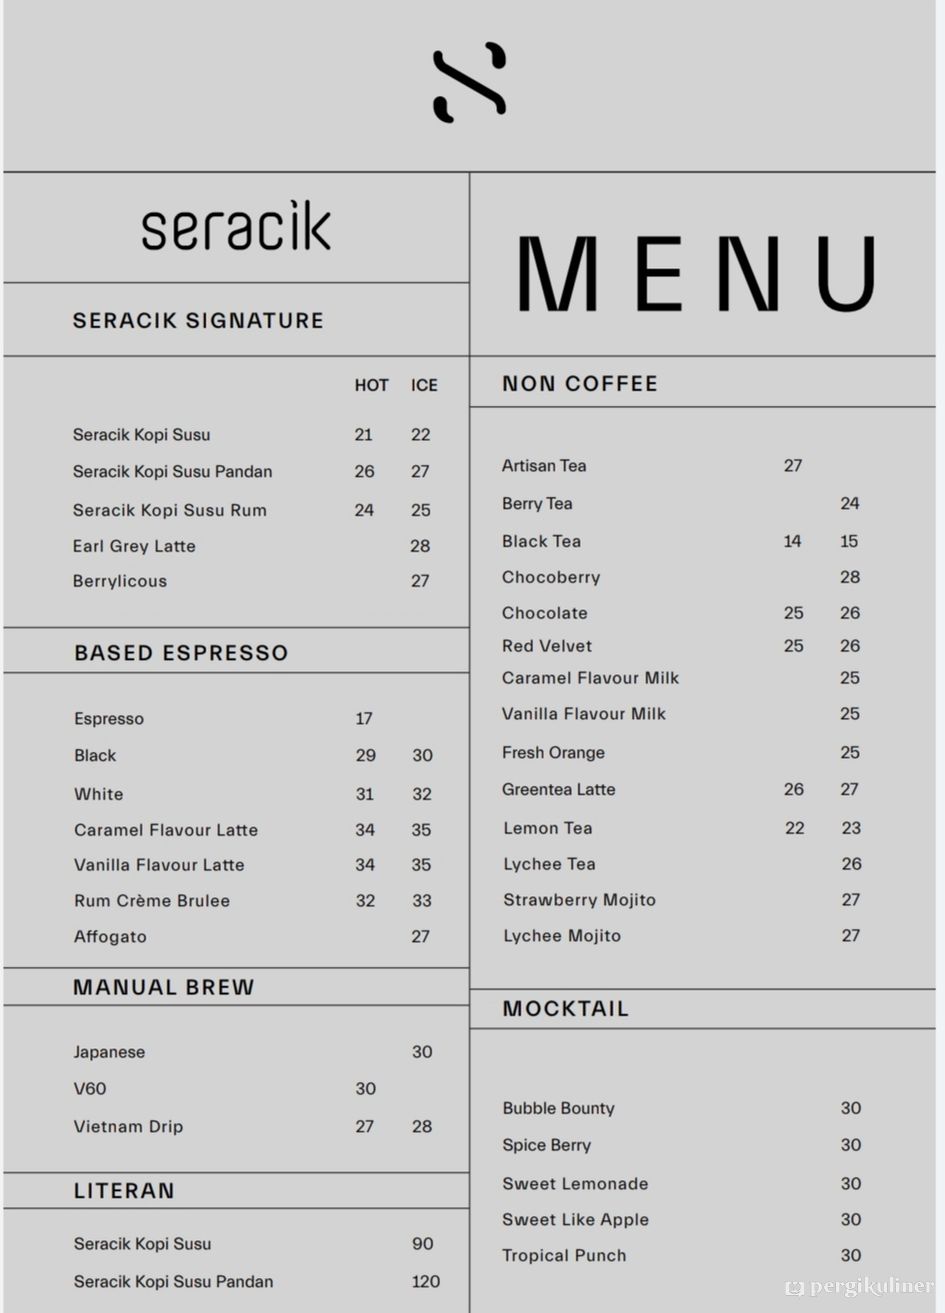 seracik
SERACIK SIGNATURE
HOT ICE
Seracik Kopi Susu 21 22
Seracik Kopi Susu Pandan 26 27
Seracik Kopi Susu Rum 24 25
Earl Grey Latte 28
Berrylicous 27
BASED ESPRESSO
Espresso 17
Black 29 30
White 31 32
Caramel Flavour Latte 34 35
Vanilla Flavour Latte 34 35
Rum Crème Brulee 32 33
Affogato 27
MANUAL BREW
Japanese 30
V60 30
Vietnam Drip 27 28
LITERAN
Seracik Kopi Susu 90
Seracik Kopi Susu Pandan 120
MENU
NON COFFEE
Artisan Tea 27
Berry Tea 24
Black Tea 14 15
Chocoberry 28
Chocolate 25 26
Red Velvet 25 26
Caramel Flavour Milk 25
Vanilla Flavour Milk 25
Fresh Orange 25
Greentea Latte 26 27
Lemon Tea 22 23
Lychee Tea 26
Strawberry Mojito 27
Lychee Mojito 27
MOCKTAIL
Bubble Bounty 30
Spice Berry 30
Sweet Lemonade 30
Sweet Like Apple 30
Tropical Punch 30
pergikuliner